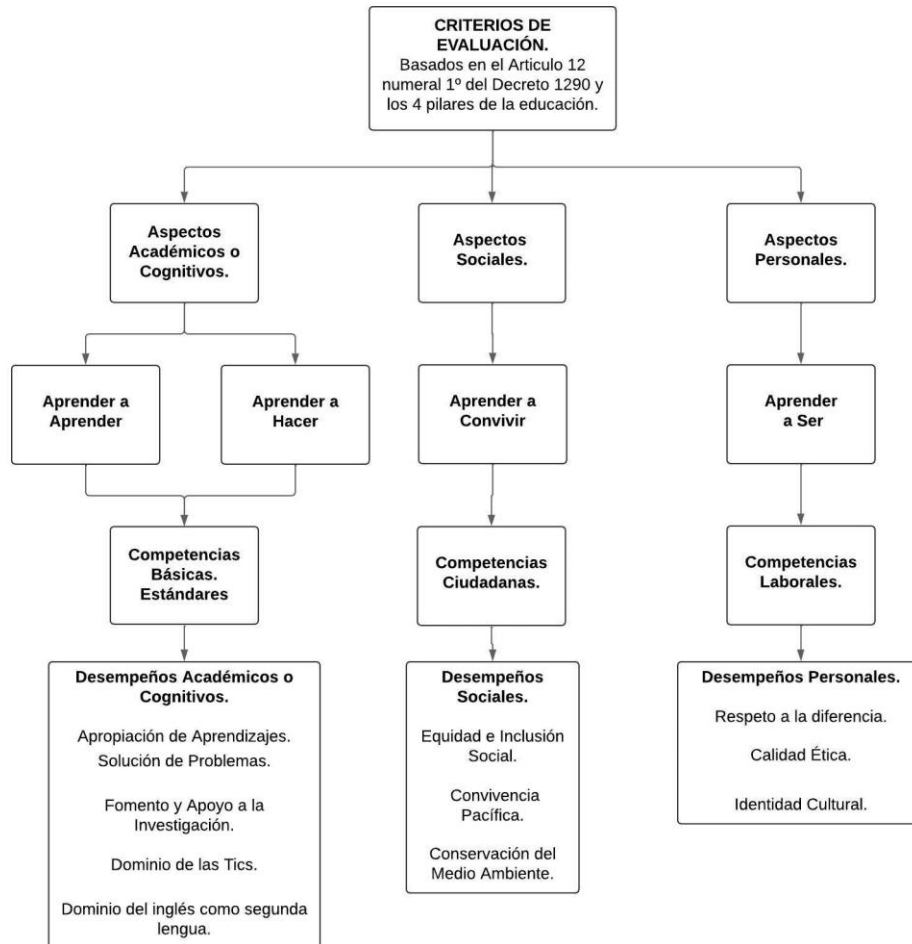 CRITERIOS DE
EVALUACIÓN.
Basados en el Articulo 12
numeral 1º del Decreto 1290 y
los 4 pilares de la educación.
Aspectos
Académicos o
Cognitivos.
Aspectos
Sociales.
Aspectos
Personales.
Aprender a
Aprender
Aprender a
Hacer
Aprender a
Convivir
Aprender
a Ser
Competencias
Básicas.
Estándares
Competencias
Ciudadanas.
Competencias
Laborales.
Desempeños Académicos o
Cognitivos.
Apropiación de Aprendizajes.
Solución de Problemas.
Fomento y Apoyo a la
Investigación.
Dominio de las Tics.
Dominio del inglés como segunda
lengua.
Desempeños
Sociales.
Equidad e Inclusión
Social.
Convivencia
Pacífica.
Conservación del
Medio Ambiente.
Desempeños Personales.
Respeto a la diferencia.
Calidad Ética.
Identidad Cultural.